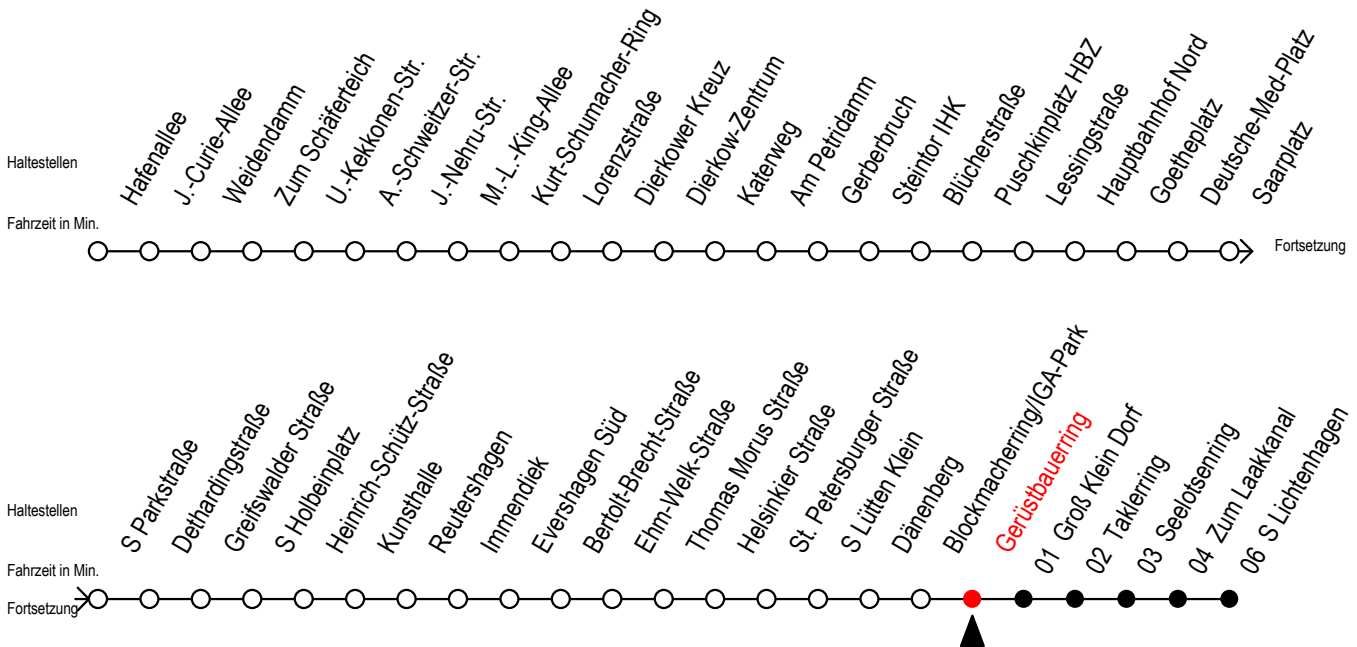 Haltestellen
Hafenallee
J.-Curie-Allee
Weidendamm
Zum Schäferteich
U.-Kekkonen-Str.
A.-Schweitzer-Str.
J.-Nehru-Str.
M.-L.-King-Allee
Kurt-Schumacher-Ring
Lorenzstraße
Dierkower Kreuz
Dierkow-Zentrum
Katerweg
Am Petridamm
Gerberbruch
Steintor IHK
Blücherstraße
Puschkinplatz HBZ
Lessingstraße
Hauptbahnhof Nord
Goetheplatz
Deutsche-Med-Platz
Saarplatz
Fahrzeit in Min.
Fortsetzung
Haltestellen
S Parkstraße
Dethardingstraße
Greifswalder Straße
S Holbeinplatz
Heinrich-Schütz-Straße
Kunsthalle
Reutershagen
Immendiek
Evershagen Süd
Bertolt-Brecht-Straße
Ehm-Welk-Straße
Thomas Morus Straße
Helsinkier Straße
St. Petersburger Straße
S Lütten Klein
Dänenberg
Blockmacherring/IGA-Park
Gerüstbauerring
01 Groß Klein Dorf
02 Taklerring
03 Seelotsenring
04 Zum Laakkanal
06 S Lichtenhagen
Fahrzeit in Min.
Fortsetzung